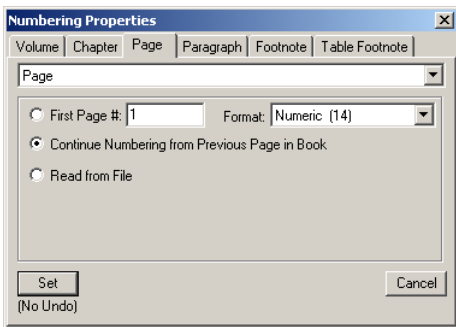 Numbering Properties
Volume Chapter Page Paragraph Footnote Table Footnote
Page
First Page #: 1 Format: Numeric (14)
Continue Numbering from Previous Page in Book
Read from File
Set Cancel
(No Undo)